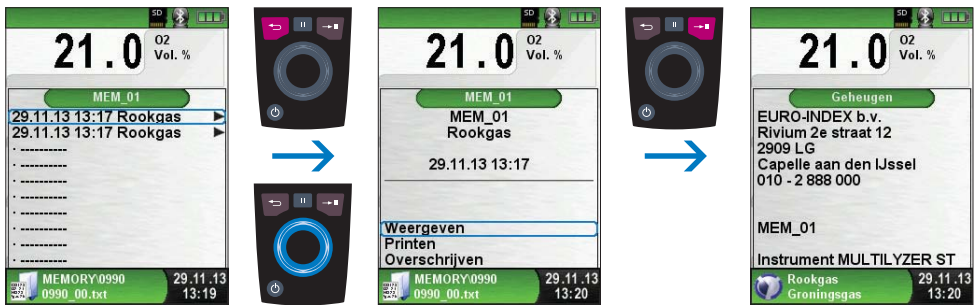 SD
21.0 O2
Vol. %
MEM_01
29.11.13 13:17 Rookgas
29.11.13 13:17 Rookgas
· ----------
· ----------
· ----------
· ----------
· ----------
· ----------
· ----------
· ----------
MEMORY\0990 29.11.13
0990_00.txt 13:19
SD
21.0 O2
Vol. %
MEM_01
MEM_01
Rookgas
29.11.13 13:17
Weergeven
Printen
Overschrijven
MEMORY\0990 29.11.13
0990_00.txt 13:20
SD
21.0 O2
Vol. %
Geheugen
EURO-INDEX b.v.
Rivium 2e straat 12
2909 LG
Capelle aan den IJssel
010 - 2 888 000
MEM_01
Instrument MULTILYZER ST
Rookgas 29.11.13
Groningsgas 13:20